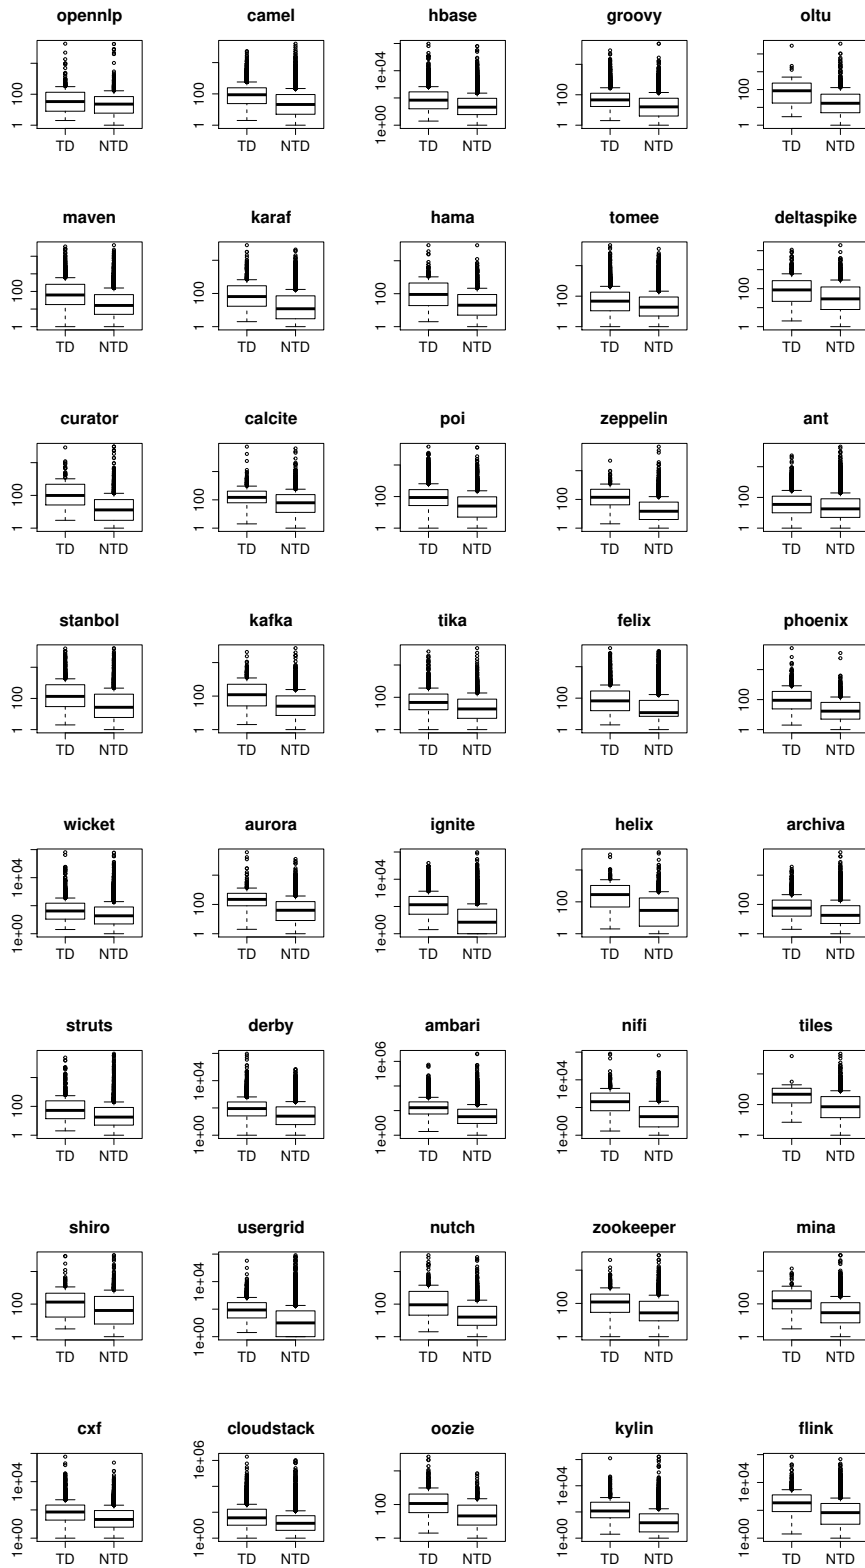 opennlp camel hbase groovy oltu
1 100 1 100 1e+00 1e+04 1 100 1 100
TD NTD TD NTD TD NTD TD NTD TD NTD
maven karaf hama tomee deltaspike
1 100 1 100 1 100 1 100 1 100
TD NTD TD NTD TD NTD TD NTD TD NTD
curator calcite poi zeppelin ant
1 100 1 100 1 100 1 100 1 100
TD NTD TD NTD TD NTD TD NTD TD NTD
stanbol kafka tika felix phoenix
1 100 1 100 1 100 1 100 1 100
TD NTD TD NTD TD NTD TD NTD TD NTD
wicket aurora ignite helix archiva
1e+00 1e+04 1 100 1e+00 1e+04 1 100 1 100
TD NTD TD NTD TD NTD TD NTD TD NTD
struts derby ambari nifi tiles
1 100 1e+00 1e+04 1e+00 1e+06 1e+00 1e+04 1 100
TD NTD TD NTD TD NTD TD NTD TD NTD
shiro usergrid nutch zookeeper mina
1 100 1e+00 1e+04 1 100 1 100 1 100
TD NTD TD NTD TD NTD TD NTD TD NTD
cxf cloudstack oozie kylin flink
1e+00 1e+04 1e+00 1e+06 1 100 1e+00 1e+04 1e+00 1e+04
TD NTD TD NTD TD NTD TD NTD TD NTD